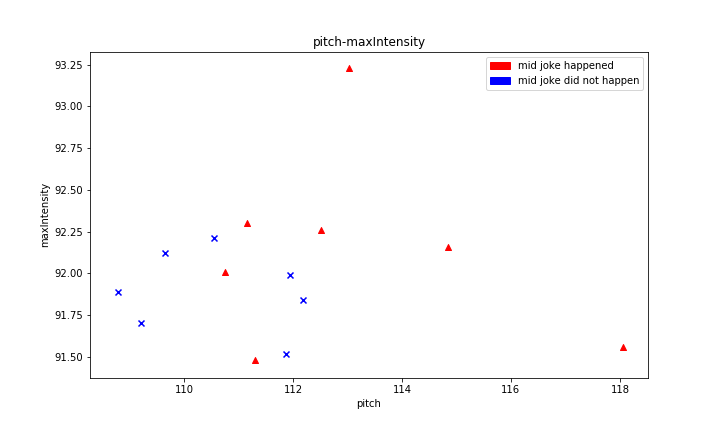 pitch-maxIntensity
mid joke happened
mid joke did not happen
93.25
93.00
92.75
92.50
92.25
92.00
91.75
91.50
maxIntensity
110 112 114 116 118
pitch